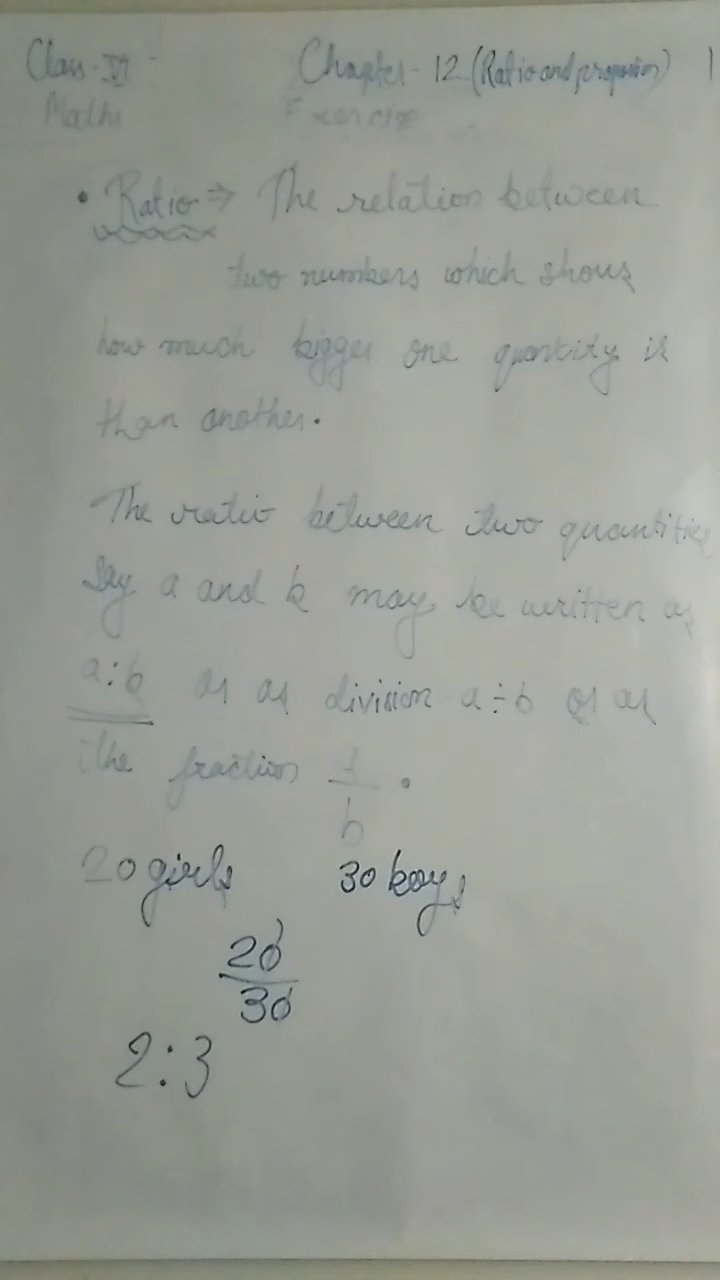 Class-VI Chapter-12 (Ratio and proportion) 1
Maths Exercise
• Ratio ⇒ The relation between
two numbers which shows
how much bigger one quantity is
than another.
The ratio between two quantities
say a and b may be written as
a:b or as division a÷b or as
the fraction a/b.
20 girls 30 boys
20/30
2:3